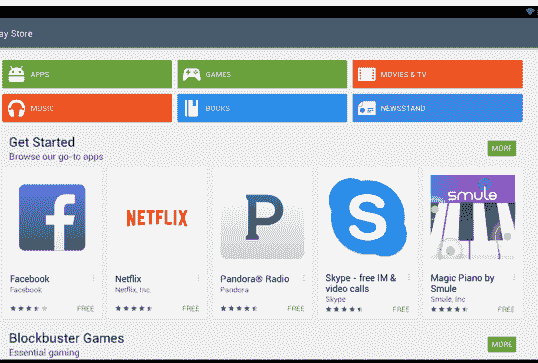 ay Store
APPS
GAMES
MOVIES & TV
MUSIC
BOOKS
NEWSSTAND
Get Started
Browse our go-to apps
MORE
NETFLIX
P
S
smule
Facebook
Facebook
FREE
Netflix
Netflix, Inc.
FREE
Pandora® Radio
Pandora
FREE
Skype - free IM &
video calls
Skype
FREE
Magic Piano by
Smule
Smule, Inc
FREE
Blockbuster Games
Essential gaming
MORE